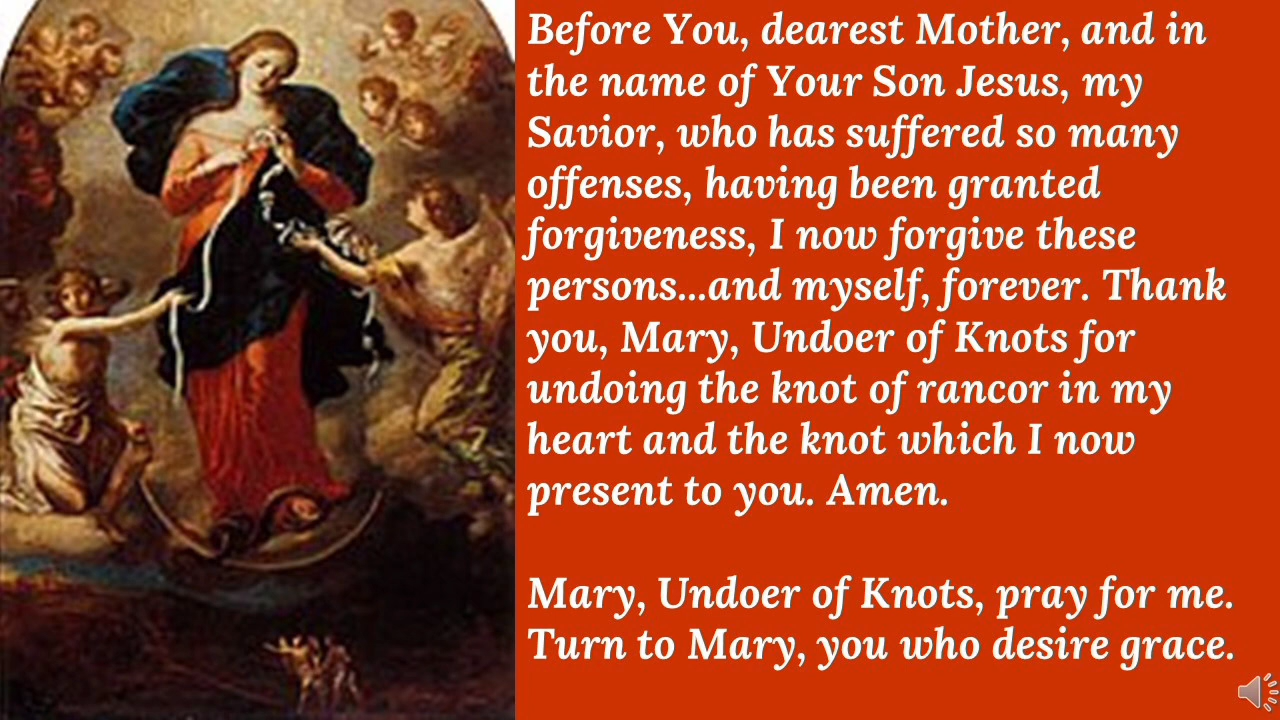 Before You, dearest Mother, and in
the name of Your Son Jesus, my
Savior, who has suffered so many
offenses, having been granted
forgiveness, I now forgive these
persons...and myself, forever. Thank
you, Mary, Undoer of Knots for
undoing the knot of rancor in my
heart and the knot which I now
present to you. Amen.
Mary, Undoer of Knots, pray for me.
Turn to Mary, you who desire grace.